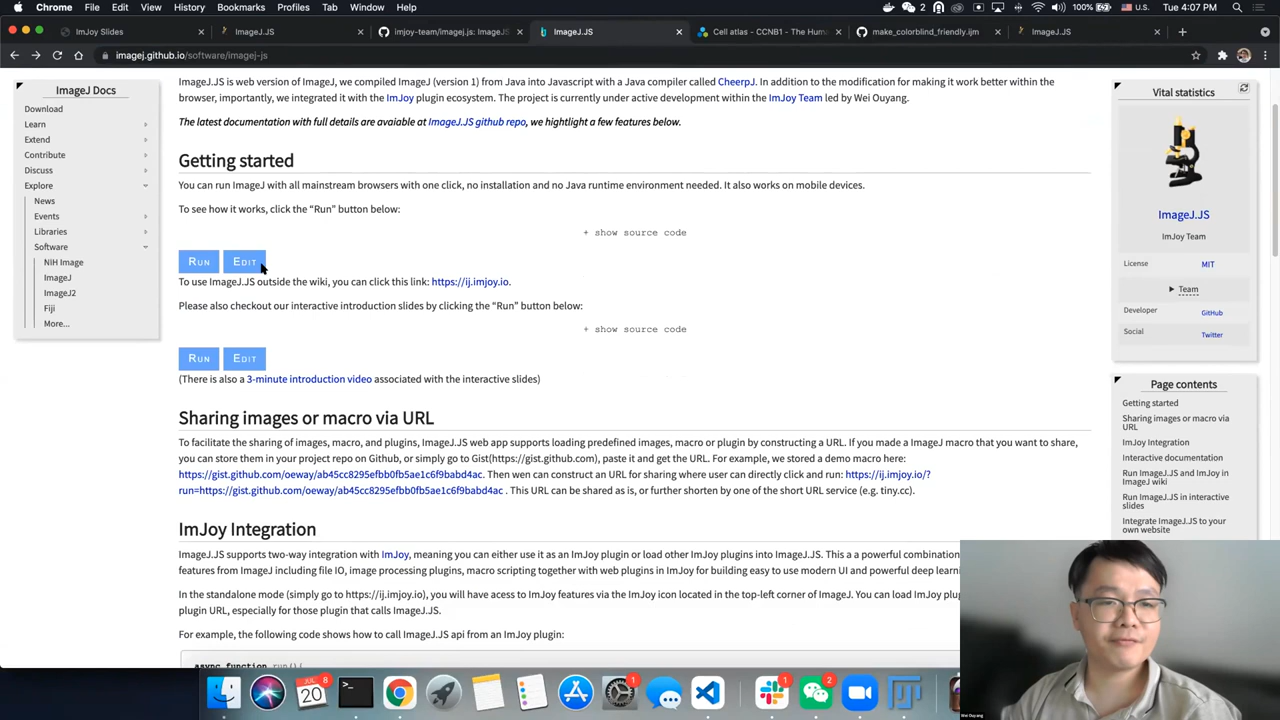 Chrome File Edit View History Bookmarks Profiles Tab Window Help 2 100% U.S. Tue 4:07 PM
ImJoy Slides ImageJ.JS imjoy-team/imagej.js: ImageJ.JS ImageJ.JS Cell atlas - CCNB1 - The Huma make_colorblind_friendly.ijm ImageJ.JS
imagej.github.io/software/imagej-js
ImageJ Docs
Download
Learn
Extend
Contribute
Discuss
Explore
News
Events
Libraries
Software
NIH Image
ImageJ
ImageJ2
Fiji
More...
ImageJ.JS is web version of ImageJ, we compiled ImageJ (version 1) from Java into Javascript with a Java compiler called CheerpJ. In addition to the modification for making it work better within the
browser, importantly, we integrated it with the ImJoy plugin ecosystem. The project is currently under active development within the ImJoy Team led by Wei Ouyang.
The latest documentation with full details are avaiable at ImageJ.JS github repo, we hightlight a few features below.
Getting started
You can run ImageJ with all mainstream browsers with one click, no installation and no Java runtime environment needed. It also works on mobile devices.
To see how it works, click the “Run” button below:
+ show source code
Run Edit
To use ImageJ.JS outside the wiki, you can click this link: https://ij.imjoy.io.
Please also checkout our interactive introduction slides by clicking the “Run” button below:
+ show source code
Run Edit
(There is also a 3-minute introduction video associated with the interactive slides)
Sharing images or macro via URL
To facilitate the sharing of images, macro, and plugins, ImageJ.JS web app supports loading predefined images, macro or plugin by constructing a URL. If you made a ImageJ macro that you want to share,
you can store them in your project repo on Github, or simply go to Gist(https://gist.github.com), paste it and get the URL. For example, we stored a demo macro here:
https://gist.github.com/oeway/ab45cc8295efbb0fb5ae1c6f9babd4ac. Then wen can construct an URL for sharing where user can directly click and run: https://ij.imjoy.io/?
run=https://gist.github.com/oeway/ab45cc8295efbb0fb5ae1c6f9babd4ac . This URL can be shared as is, or further shorten by one of the short URL service (e.g. tiny.cc).
ImJoy Integration
ImageJ.JS supports two-way integration with ImJoy, meaning you can either use it as an ImJoy plugin or load other ImJoy plugins into ImageJ.JS. This a a powerful combination
features from ImageJ including file IO, image processing plugins, macro scripting together with web plugins in ImJoy for building easy to use modern UI and powerful deep learni
In the standalone mode (simply go to https://ij.imjoy.io), you will have acess to ImJoy features via the ImJoy icon located in the top-left corner of ImageJ. You can load ImJoy plug
plugin URL, especially for those plugin that calls ImageJ.JS.
For example, the following code shows how to call ImageJ.JS api from an ImJoy plugin:
async function run(){
Vital statistics
ImageJ.JS
ImJoy Team
License MIT
Team
Developer GitHub
Social Twitter
Page contents
Getting started
Sharing images or macro via
URL
ImJoy Integration
Interactive documentation
Run ImageJ.JS and ImJoy in
ImageJ wiki
Run ImageJ.JS in interactive
slides
Integrate ImageJ.JS to your
own website
JUL
20
8
1
1
2
Wei Ouyang